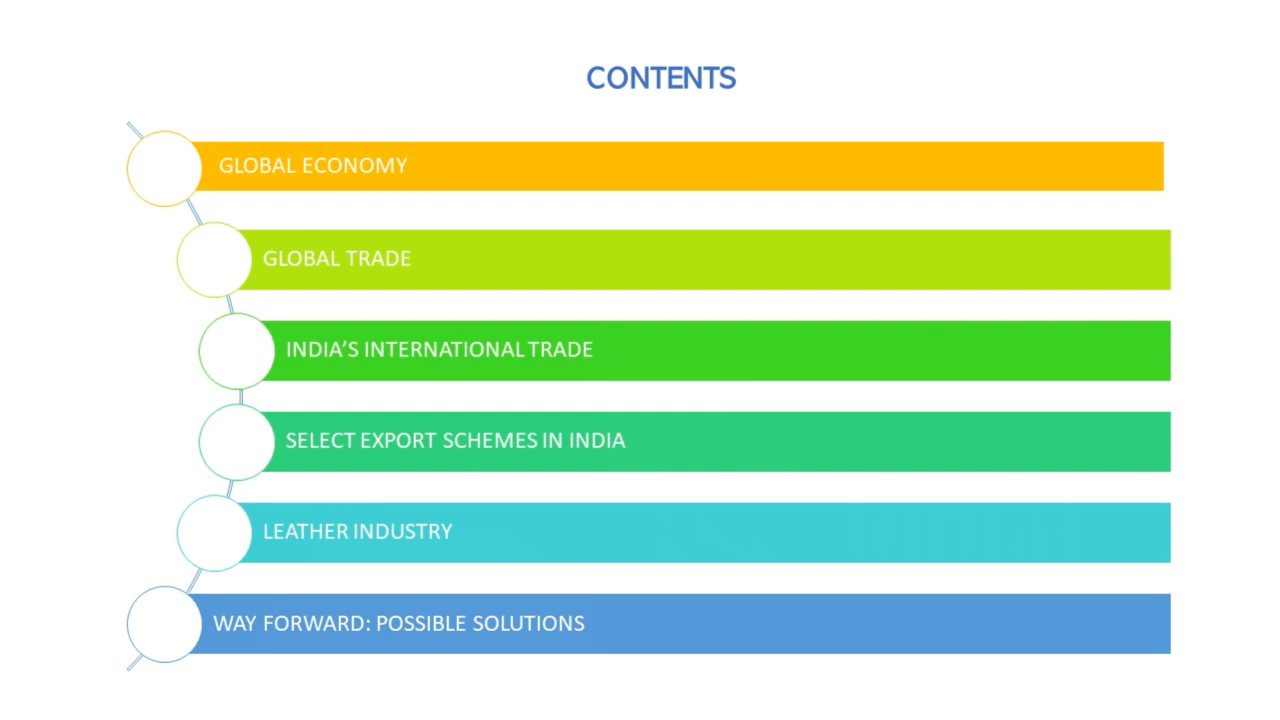 CONTENTS
GLOBAL ECONOMY
GLOBAL TRADE
INDIA’S INTERNATIONAL TRADE
SELECT EXPORT SCHEMES IN INDIA
LEATHER INDUSTRY
WAY FORWARD: POSSIBLE SOLUTIONS